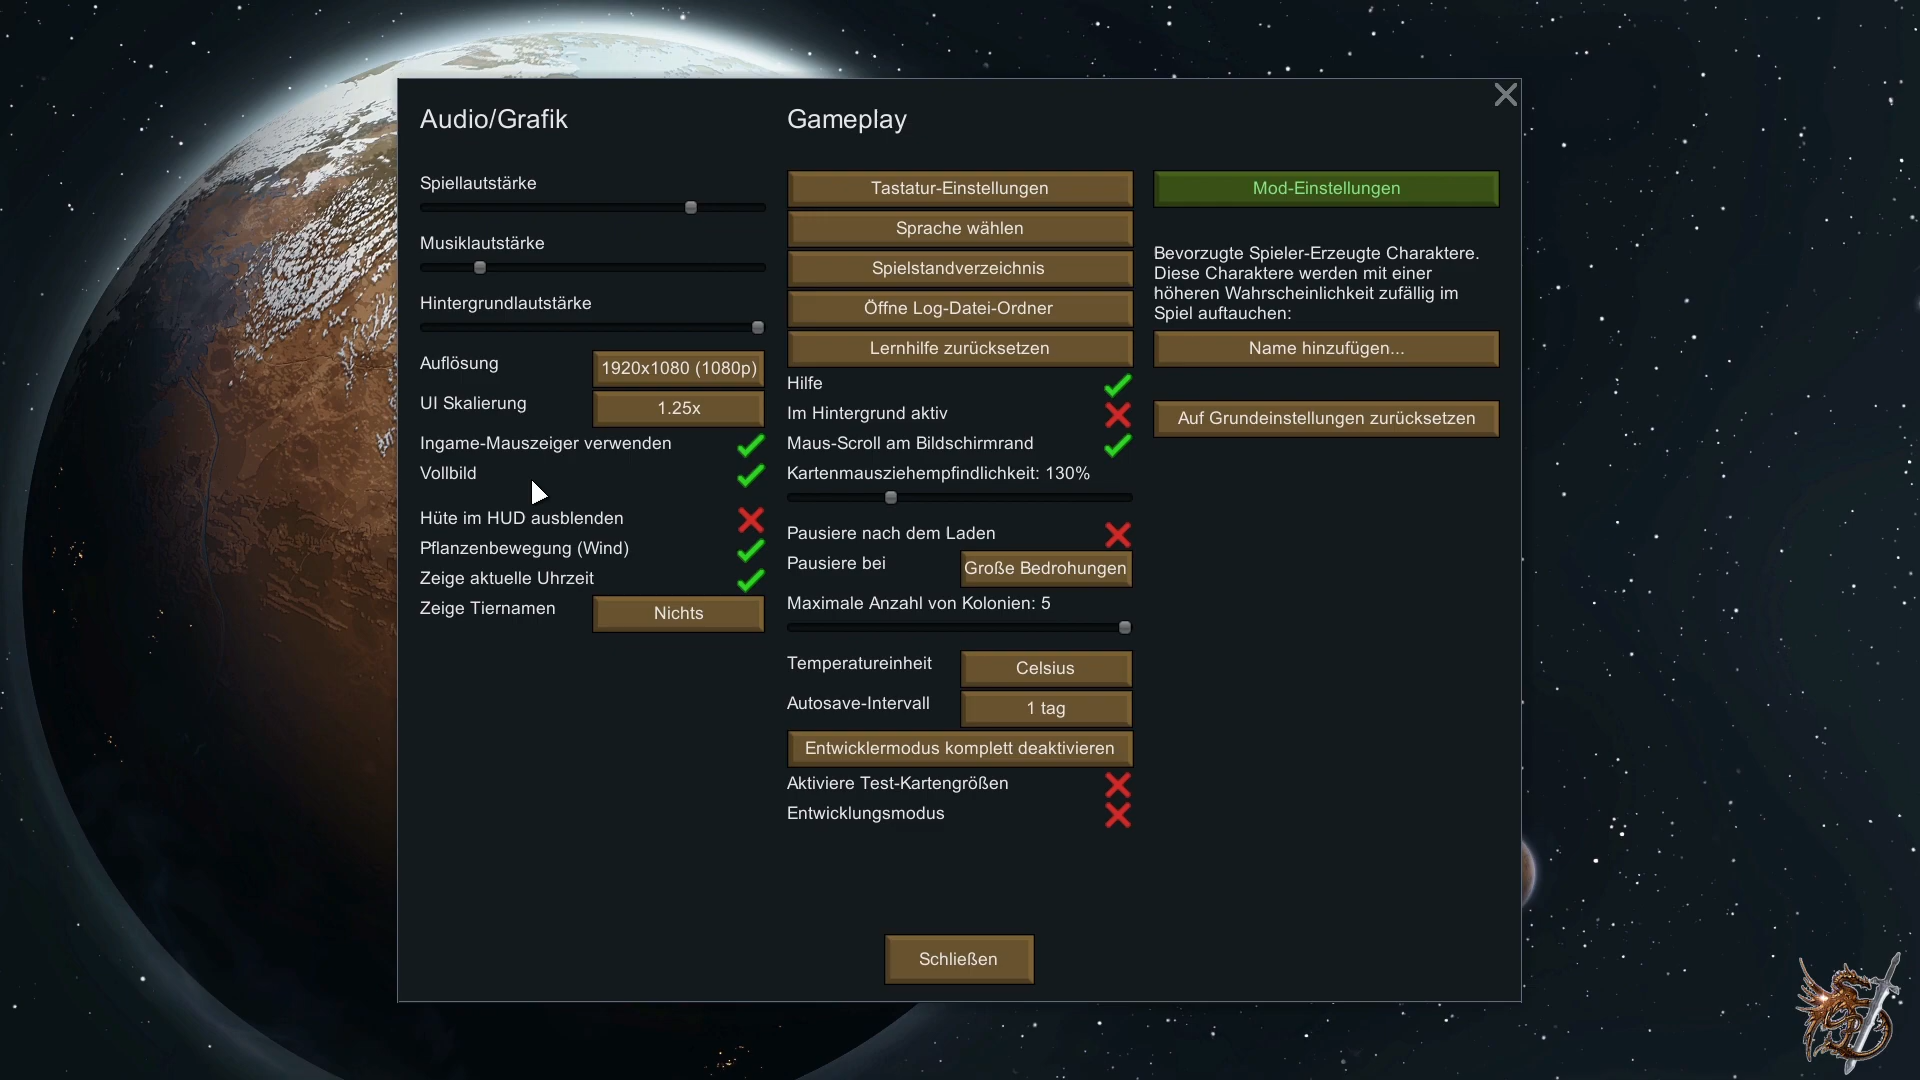 Audio/Grafik
Spiellautstärke
Musiklautstärke
Hintergrundlautstärke
Auflösung
1920x1080 (1080p)
UI Skalierung
1.25x
Ingame-Mauszeiger verwenden
Vollbild
Hüte im HUD ausblenden
Pflanzenbewegung (Wind)
Zeige aktuelle Uhrzeit
Zeige Tiernamen
Nichts
Gameplay
Tastatur-Einstellungen
Sprache wählen
Spielstandverzeichnis
Öffne Log-Datei-Ordner
Lernhilfe zurücksetzen
Hilfe
Im Hintergrund aktiv
Maus-Scroll am Bildschirmrand
Kartenmausziehempfindlichkeit: 130%
Pausiere nach dem Laden
Pausiere bei
Große Bedrohungen
Maximale Anzahl von Kolonien: 5
Temperatureinheit
Celsius
Autosave-Intervall
1 tag
Entwicklermodus komplett deaktivieren
Aktiviere Test-Kartengrößen
Entwicklungsmodus
Mod-Einstellungen
Bevorzugte Spieler-Erzeugte Charaktere.
Diese Charaktere werden mit einer
höheren Wahrscheinlichkeit zufällig im
Spiel auftauchen:
Name hinzufügen...
Auf Grundeinstellungen zurücksetzen
Schließen